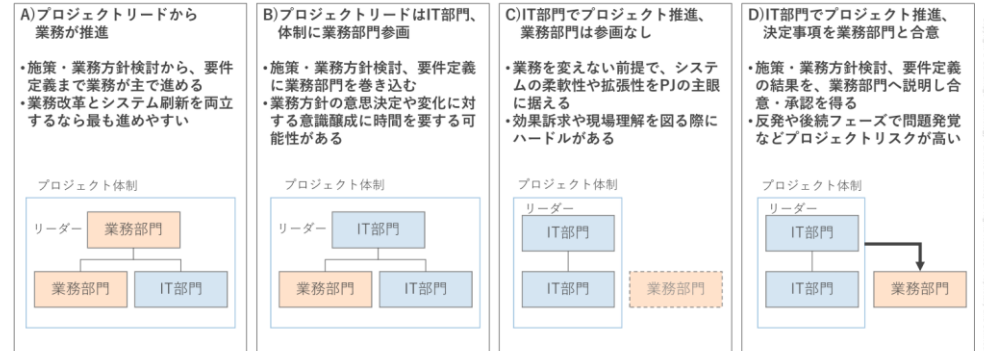 A)プロジェクトリードから
業務が推進
•施策・業務方針検討から、要件
定義まで業務が主で進める
•業務改革とシステム刷新を両立
するなら最も進めやすい
プロジェクト体制
リーダー
業務部門
業務部門
IT部門
B)プロジェクトリードはIT部門、
体制に業務部門参画
•施策・業務方針検討、要件定義
に業務部門を巻き込む
•業務方針の意思決定や変化に対
する意識醸成に時間を要する可
能性がある
プロジェクト体制
リーダー
IT部門
業務部門
IT部門
C)IT部門でプロジェクト推進、
業務部門は参画なし
•業務を変えない前提で、システ
ムの柔軟性や拡張性をPJの主眼
に据える
•効果訴求や現場理解を図る際に
ハードルがある
プロジェクト体制
リーダー
IT部門
IT部門
業務部門
D)IT部門でプロジェクト推進、
決定事項を業務部門と合意
•施策・業務方針検討、要件定義
の結果を、業務部門へ説明し合
意・承認を得る
•反発や後続フェーズで問題発覚
などプロジェクトリスクが高い
プロジェクト体制
リーダー
IT部門
IT部門
業務部門